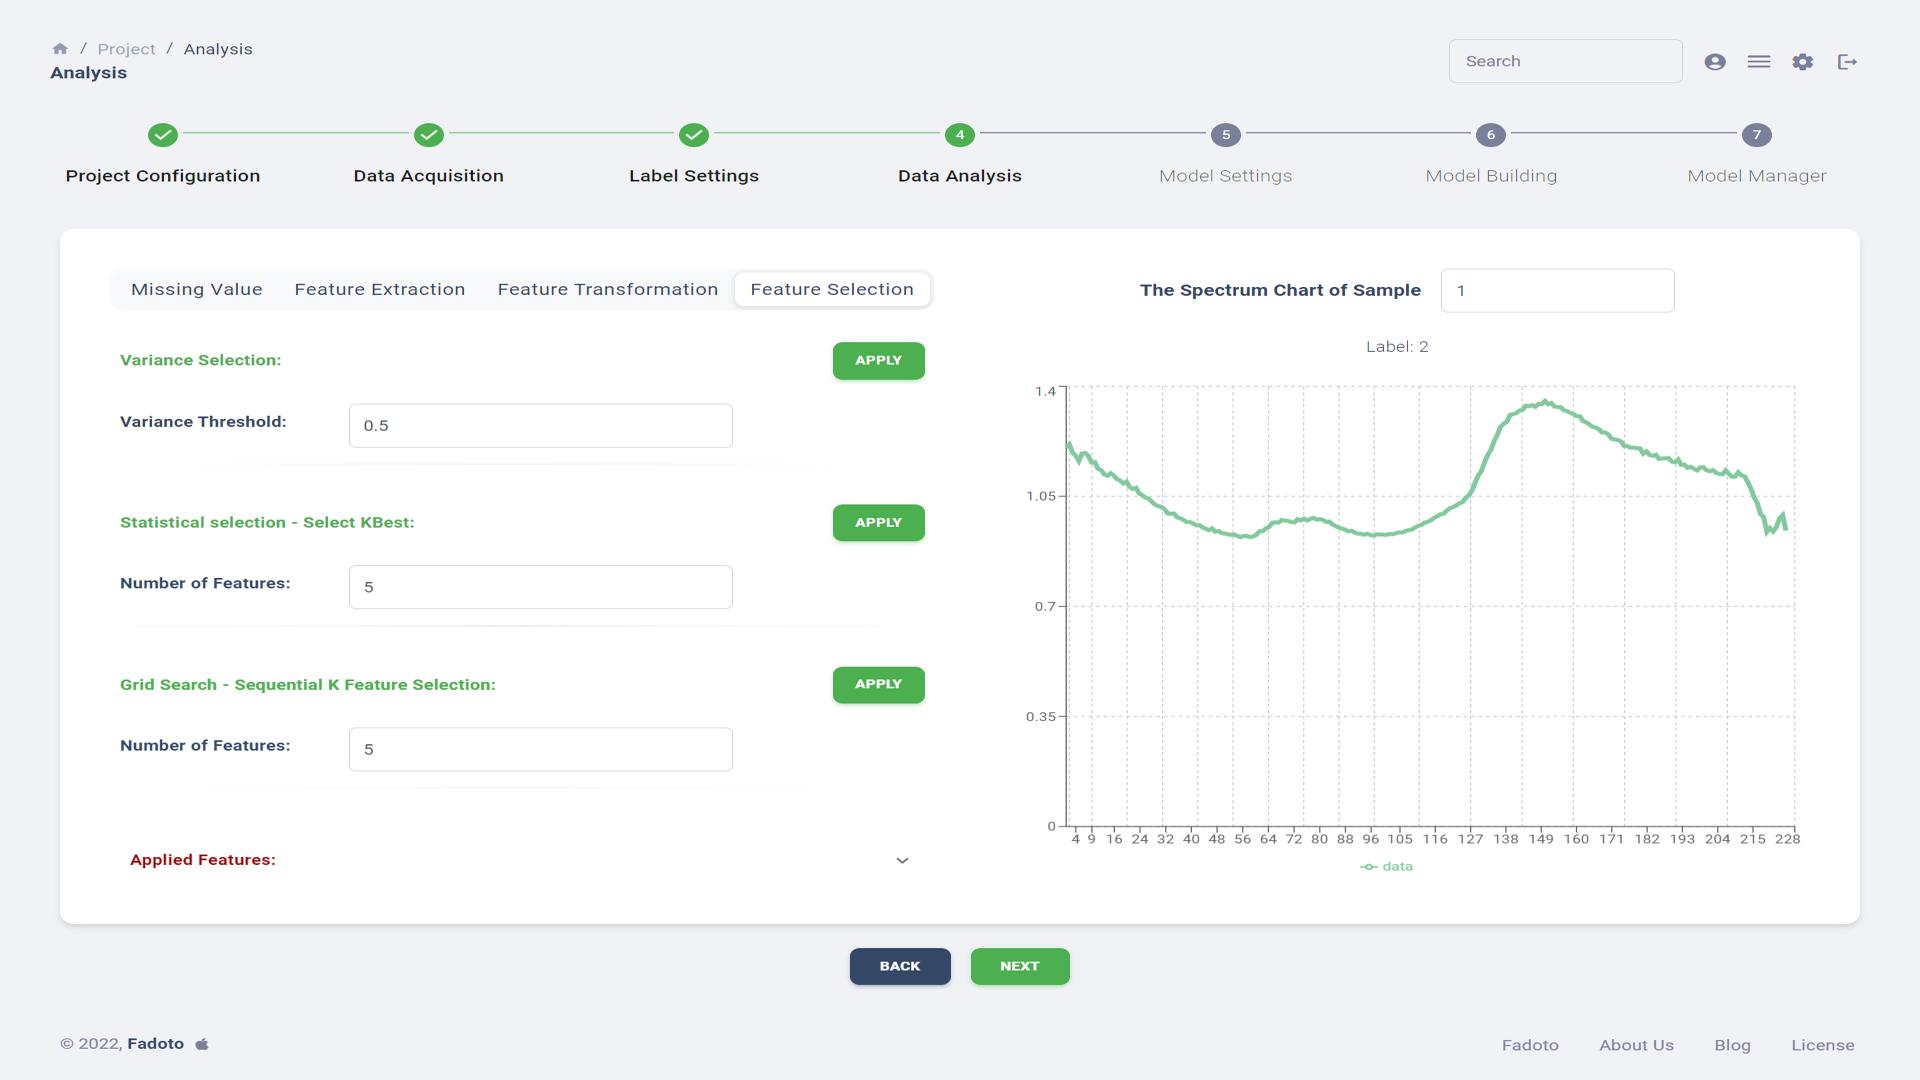 / Project / Analysis
Analysis
Search
4
5
6
7
Project Configuration
Data Acquisition
Label Settings
Data Analysis
Model Settings
Model Building
Model Manager
Missing Value
Feature Extraction
Feature Transformation
Feature Selection
Variance Selection:
APPLY
Variance Threshold:
0.5
Statistical selection - Select KBest:
APPLY
Number of Features:
5
Grid Search - Sequential K Feature Selection:
APPLY
Number of Features:
5
Applied Features:
The Spectrum Chart of Sample
1
Label: 2
1.4
1.05
0.7
0.35
0
4 9 16 24 32 40 48 56 64 72 80 88 96 105 116 127 138 149 160 171 182 193 204 215 228
data
BACK
NEXT
© 2022, Fadoto
Fadoto
About Us
Blog
License